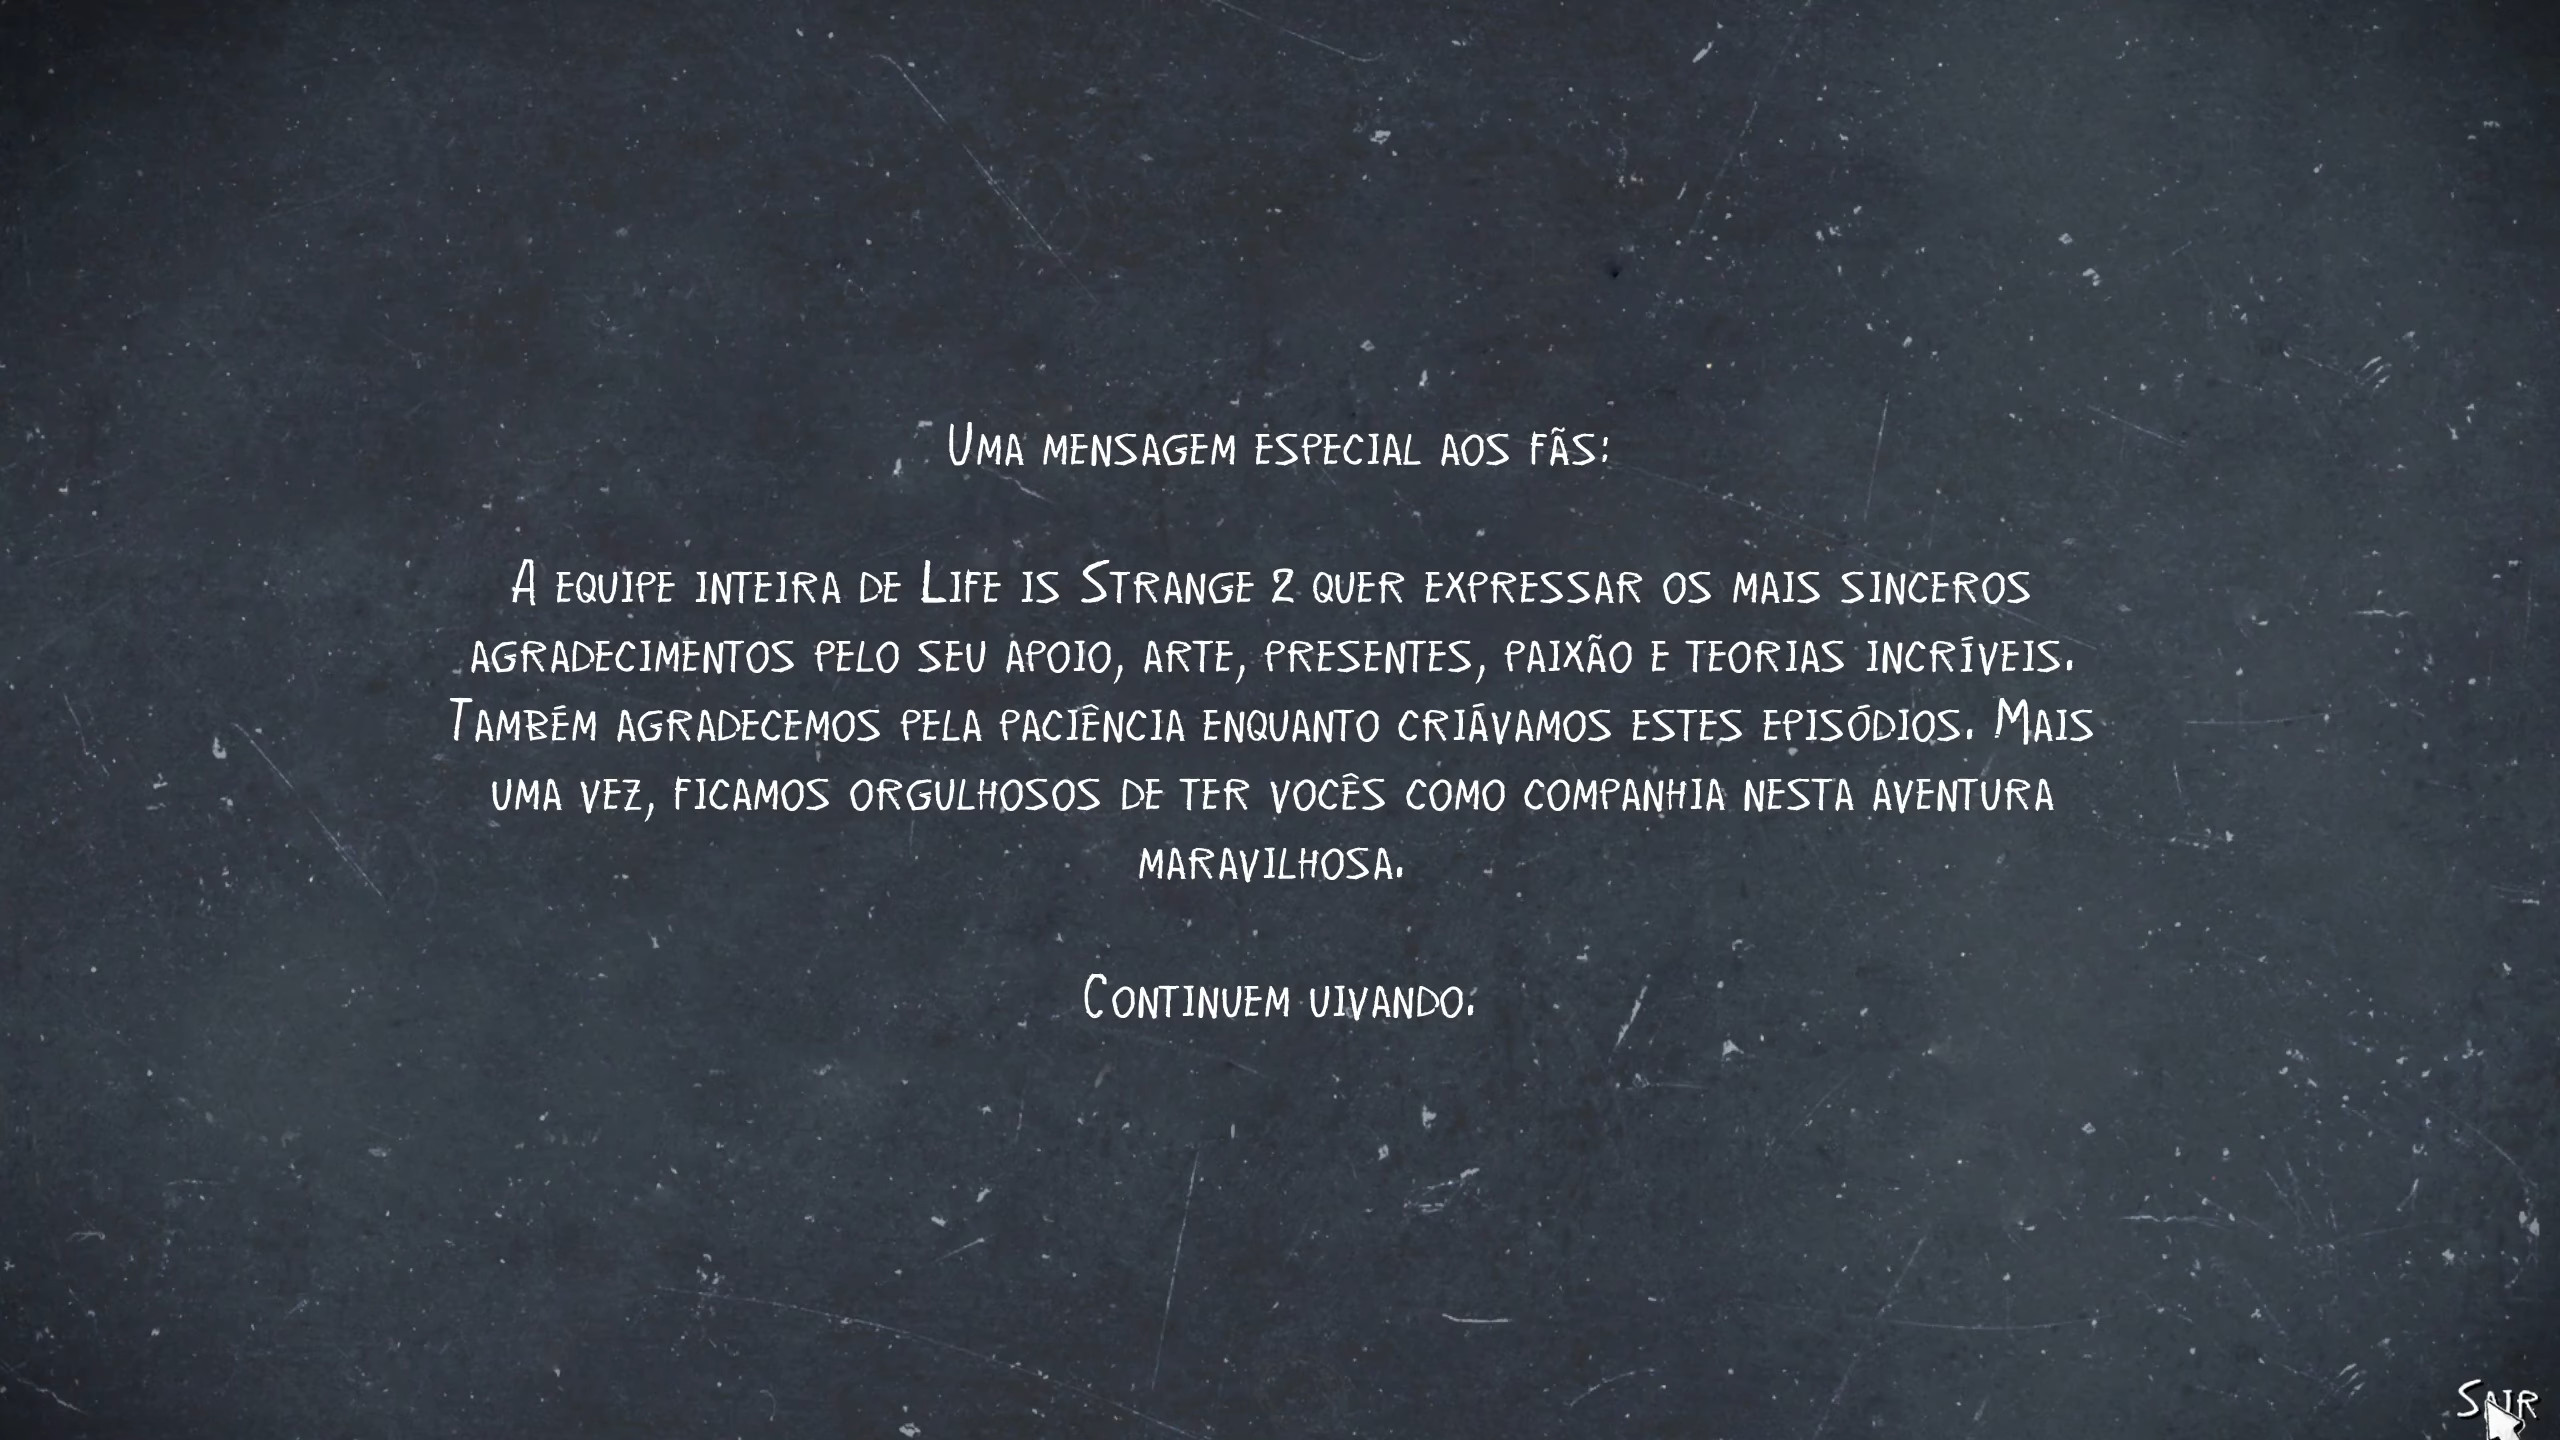 Uma mensagem especial aos fãs:
A equipe inteira de Life is Strange 2 quer expressar os mais sinceros
agradecimentos pelo seu apoio, arte, presentes, paixão e teorias incríveis.
Também agradecemos pela paciência enquanto criávamos estes episódios. Mais
uma vez, ficamos orgulhosos de ter vocês como companhia nesta aventura
maravilhosa.
Continuem uivando.
Sair